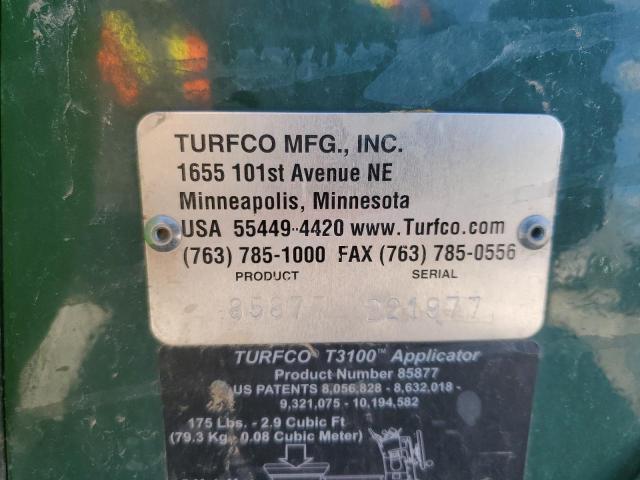 TURFCO MFG., INC.
1655 101st Avenue NE
Minneapolis, Minnesota
USA 55449-4420 www.Turfco.com
(763) 785-1000 FAX (763) 785-0556
PRODUCT SERIAL
85877
TURFCO® T3100™ Applicator
Product Number 85877
US PATENTS 8,056,828 - 8,632,018 -
9,321,075 - 10,194,582
175 Lbs. - 2.9 Cubic Ft
(79.3 Kg - 0.08 Cubic Meter)